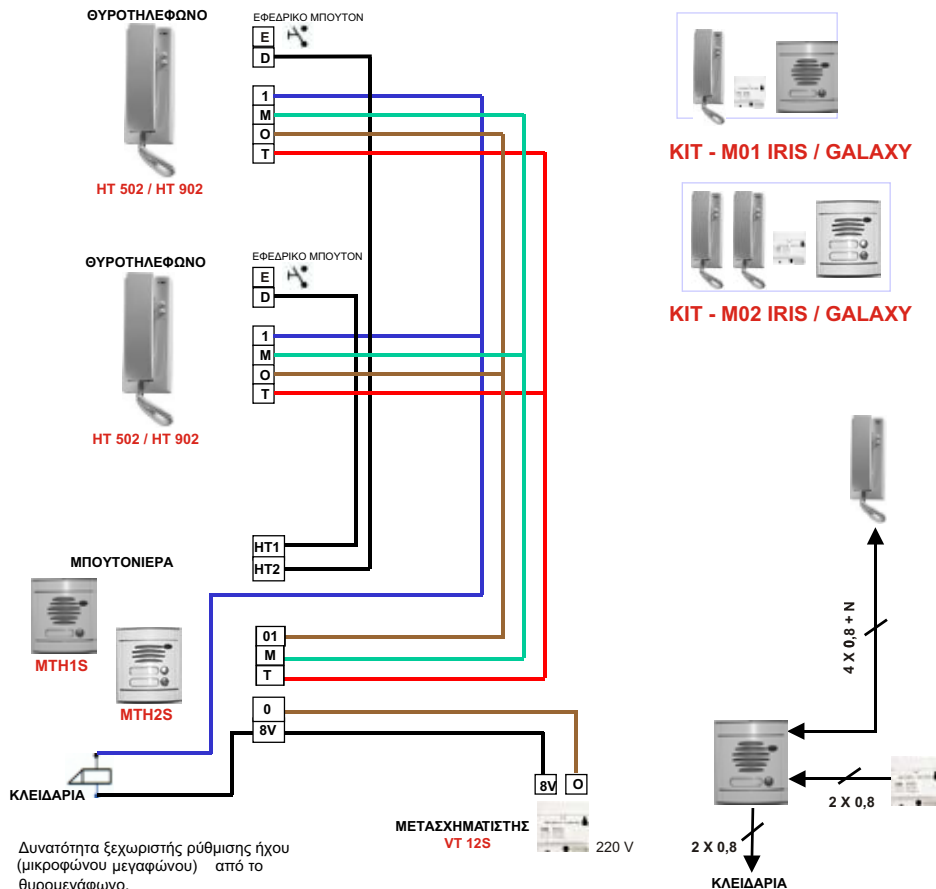 ΘΥΡΟΤΗΛΕΦΩΝΟ
ΕΦΕΔΡΙΚΟ ΜΠΟΥΤΟΝ
E
D
1
M
O
T
HT 502 / HT 902
KIT - M01 IRIS / GALAXY
KIT - M02 IRIS / GALAXY
ΘΥΡΟΤΗΛΕΦΩΝΟ
ΕΦΕΔΡΙΚΟ ΜΠΟΥΤΟΝ
E
D
1
M
O
T
HT 502 / HT 902
HT1
HT2
ΜΠΟΥΤΟΝΙΕΡΑ
MTH1S
MTH2S
01
M
T
0
8V
ΚΛΕΙΔΑΡΙΑ
8V
O
ΜΕΤΑΣΧΗΜΑΤΙΣΤΗΣ
VT 12S
220 V
Δυνατότητα ξεχωριστής ρύθμισης ήχου
(μικροφώνου μεγαφώνου) από το
θυρομεγάφωνο.
4 X 0,8 + N
2 X 0,8
2 X 0,8
ΚΛΕΙΔΑΡΙΑ